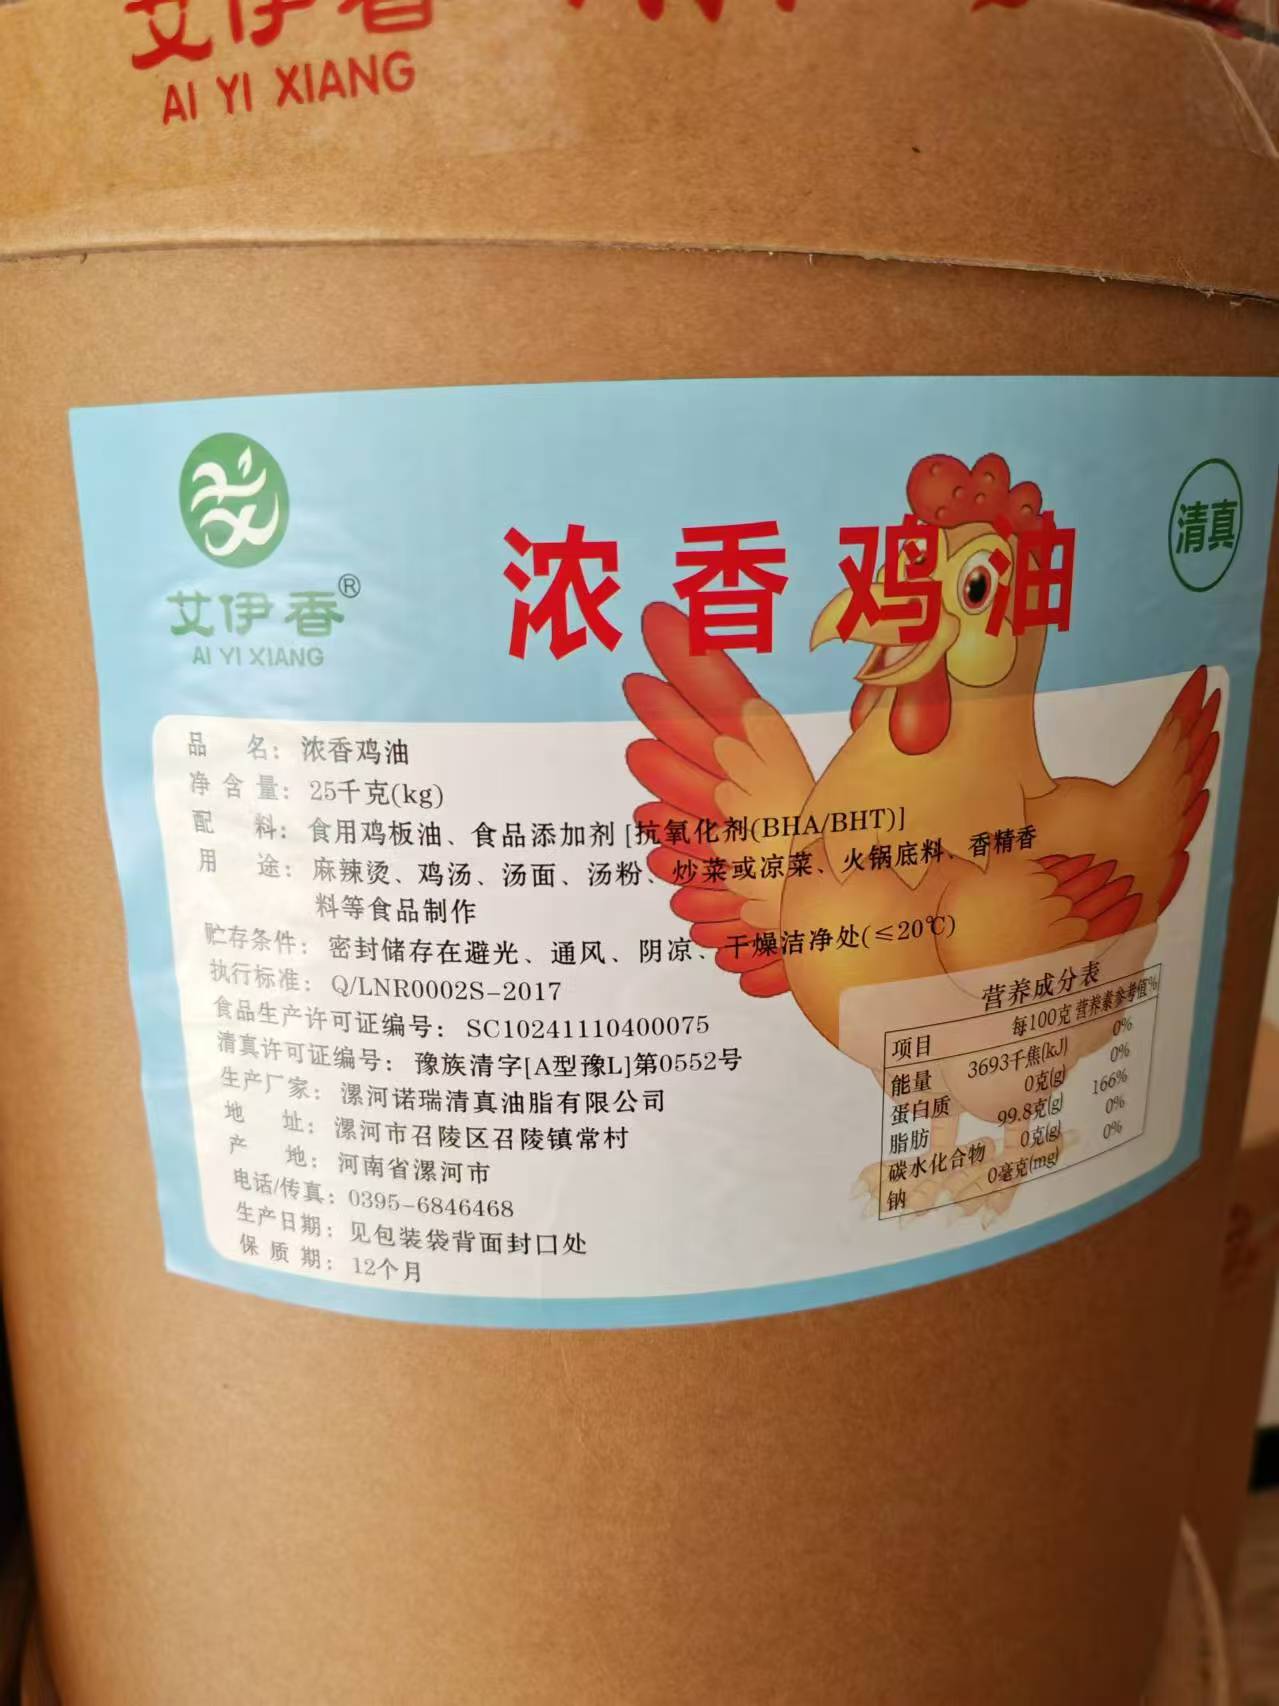 艾伊香
AI YI XIANG
艾伊香®
AI YI XIANG
浓香鸡油
清真
品 名：浓香鸡油
净含量：25千克(kg)
配 料：食用鸡板油、食品添加剂 [抗氧化剂(BHA/BHT)]
用 途：麻辣烫、鸡汤、汤面、汤粉、炒菜或凉菜、火锅底料、香精香
料等食品制作
贮存条件：密封储存在避光、通风、阴凉、干燥洁净处(≤20℃)
执行标准：Q/LNR0002S-2017
食品生产许可证编号：SC10241110400075
清真许可证编号：豫族清字[A型豫L]第0552号
生产厂家：漯河诺瑞清真油脂有限公司
地 址：漯河市召陵区召陵镇常村
产 地：河南省漯河市
电话/传真：0395-6846468
生产日期：见包装袋背面封口处
保质期：12个月
营养成分表
项目 每100克 营养素参考值%
能量 3693千焦(kJ) 0%
蛋白质 0克(g) 0%
脂肪 99.8克(g) 166%
碳水化合物 0克(g) 0%
钠 0毫克(mg) 0%